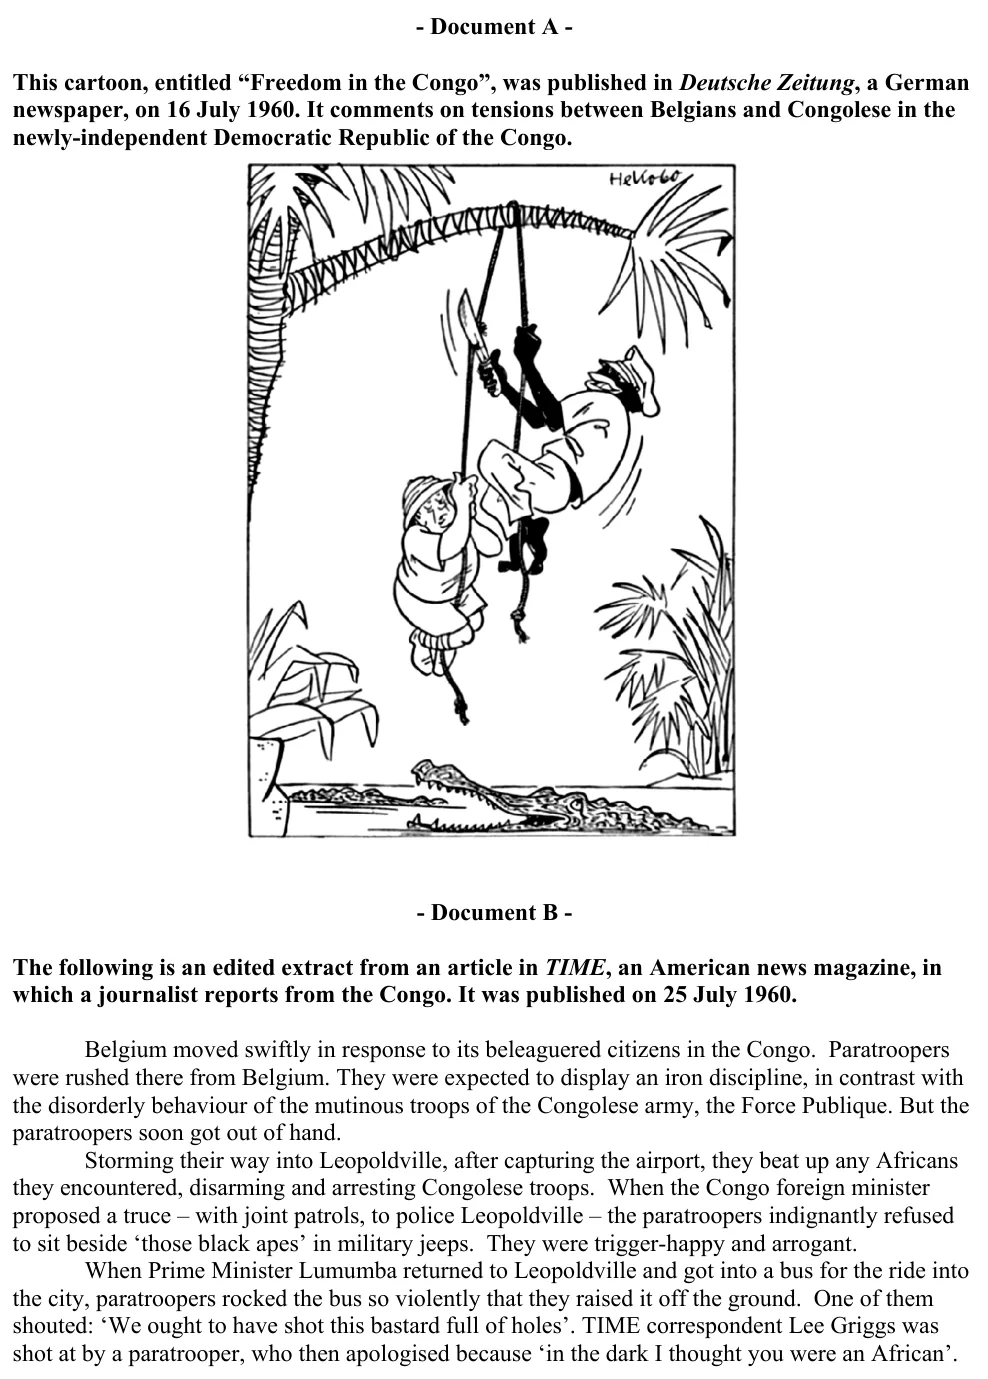 - Document A -
This cartoon, entitled “Freedom in the Congo”, was published in Deutsche Zeitung, a German
newspaper, on 16 July 1960. It comments on tensions between Belgians and Congolese in the
newly-independent Democratic Republic of the Congo.
- Document B -
The following is an edited extract from an article in TIME, an American news magazine, in
which a journalist reports from the Congo. It was published on 25 July 1960.
Belgium moved swiftly in response to its beleaguered citizens in the Congo.  Paratroopers
were rushed there from Belgium. They were expected to display an iron discipline, in contrast with
the disorderly behaviour of the mutinous troops of the Congolese army, the Force Publique. But the
paratroopers soon got out of hand.
Storming their way into Leopoldville, after capturing the airport, they beat up any Africans
they encountered, disarming and arresting Congolese troops.  When the Congo foreign minister
proposed a truce – with joint patrols, to police Leopoldville – the paratroopers indignantly refused
to sit beside ‘those black apes’ in military jeeps.  They were trigger-happy and arrogant.
When Prime Minister Lumumba returned to Leopoldville and got into a bus for the ride into
the city, paratroopers rocked the bus so violently that they raised it off the ground.  One of them
shouted: ‘We ought to have shot this bastard full of holes’. TIME correspondent Lee Griggs was
shot at by a paratrooper, who then apologised because ‘in the dark I thought you were an African’.